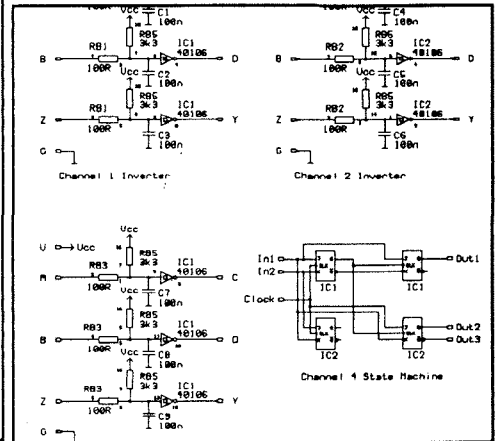 Vcc C1
100n
RB5
3k3
IC1
40106
B RB1 D
100R
C2
100n
Vcc
RB5
3k3
IC1
40106
Z RB1 Y
100R
C3
100n
G
Channel 1 Inverter
Vcc C4
100n
RB5
3k3
IC2
40106
B RB2 D
100R
C5
100n
Vcc
RB5
3k3
IC2
40106
Z RB2 Y
100R
C6
100n
G
Channel 2 Inverter
V Vcc
Vcc
RB5
3k3
IC1
40106
A RB3 C
100R
C7
100n
Vcc
RB5
3k3
IC1
40106
B RB3 D
100R
C8
100n
Vcc
RB5
3k3
IC1
40106
Z RB3 Y
100R
C9
100n
G
In1 Out1
In2
IC1 IC1
Clock
Out2
Out3
IC2 IC2
Channel 4 State Machine